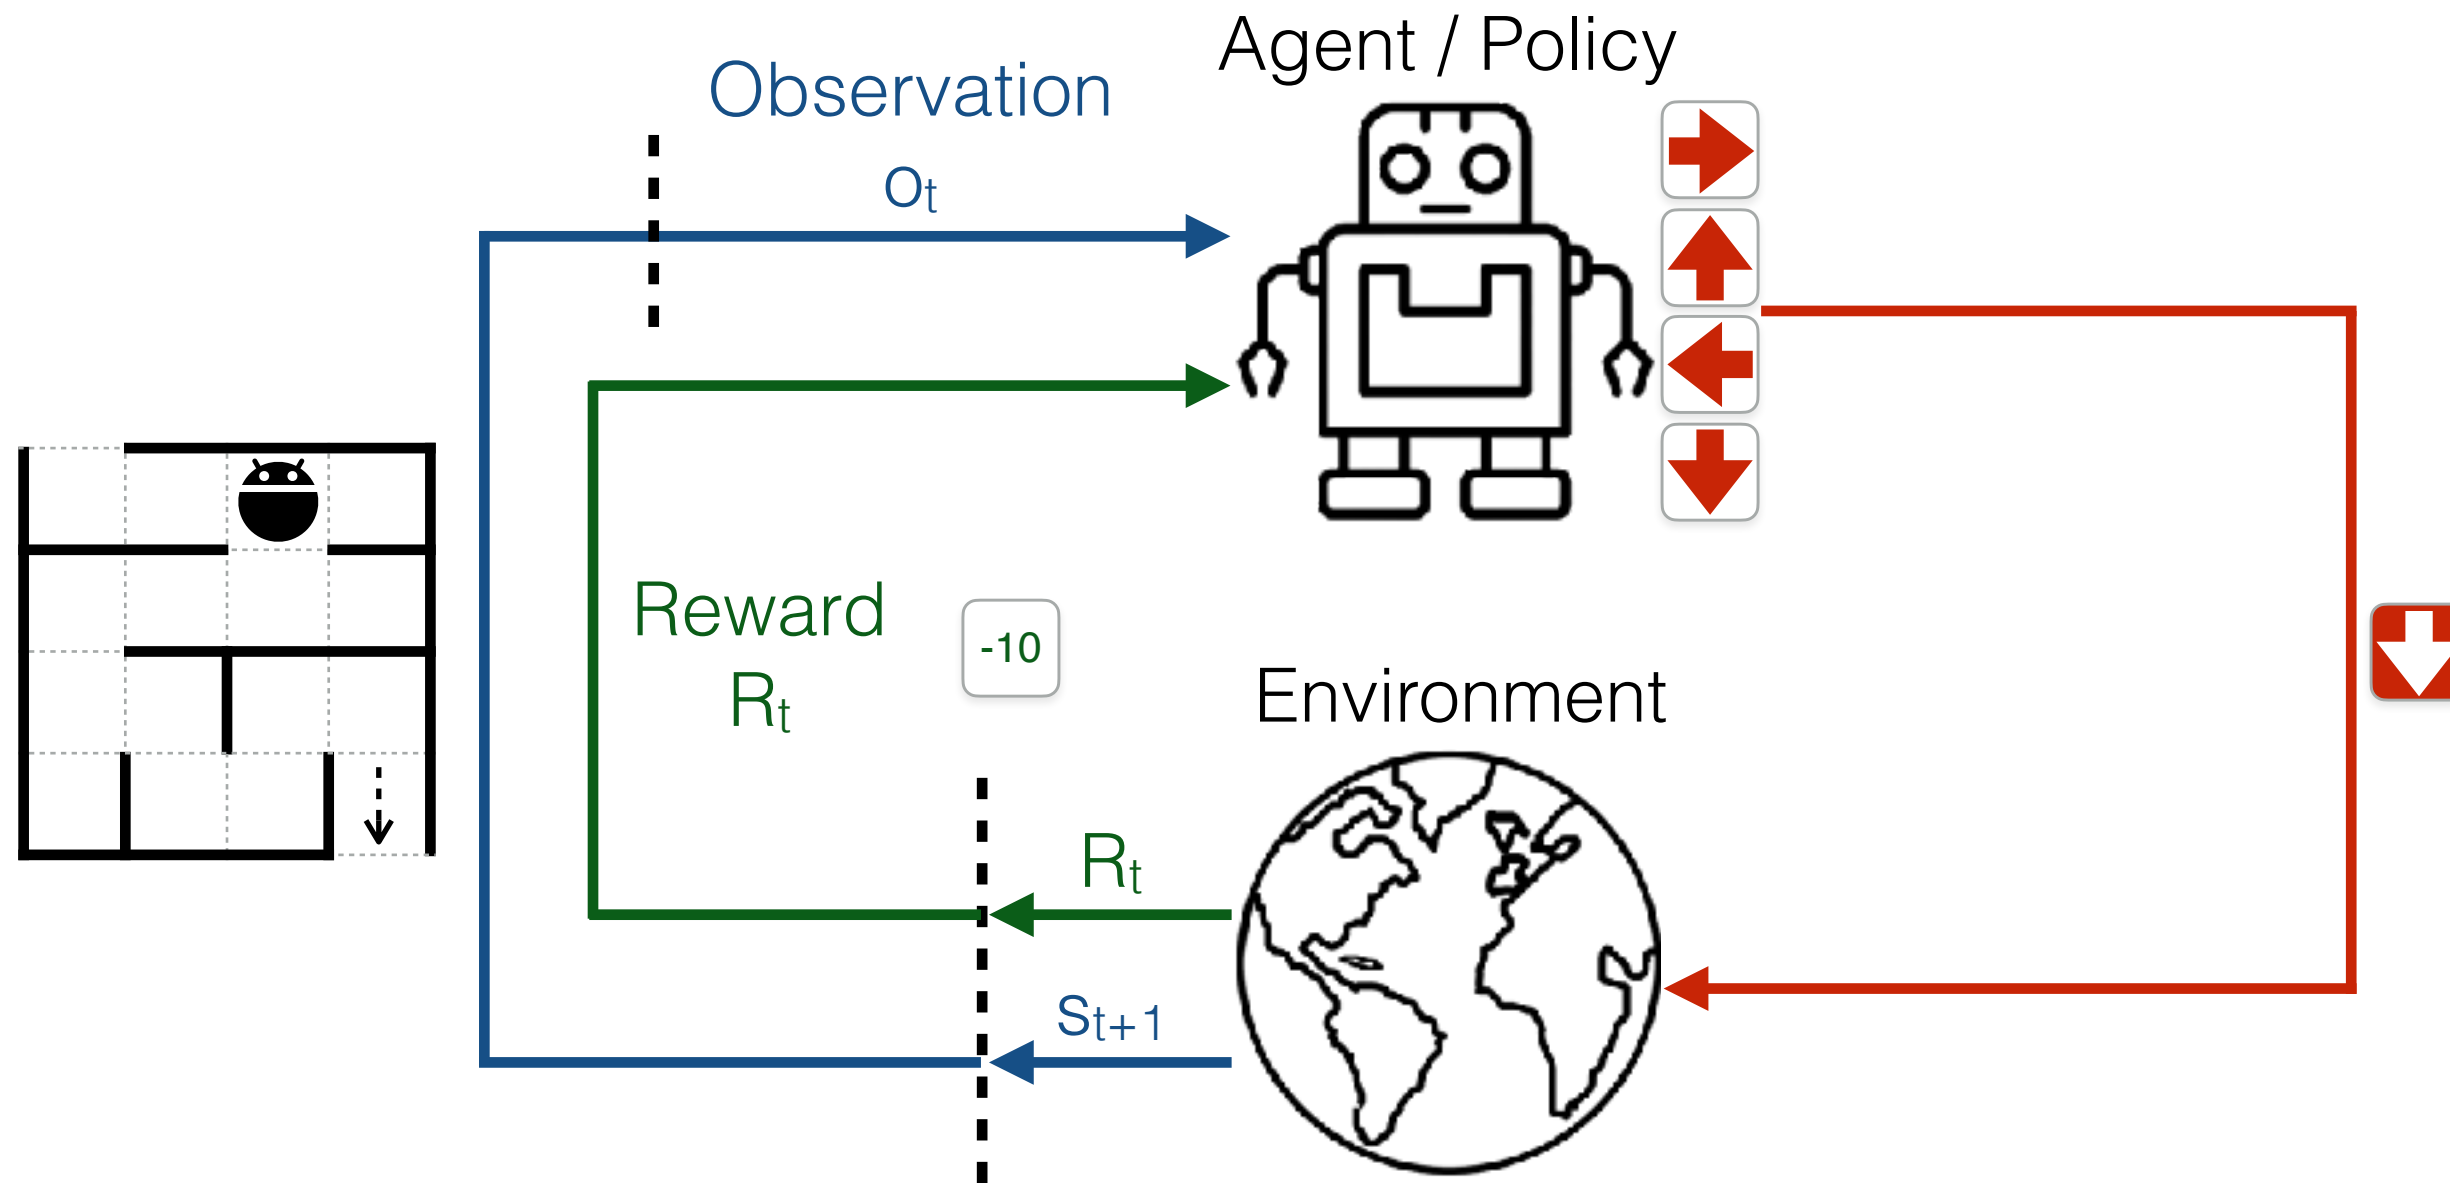 Agent / Policy
Observation
ot
Reward
Rt
-10
Environment
Rt
St+1